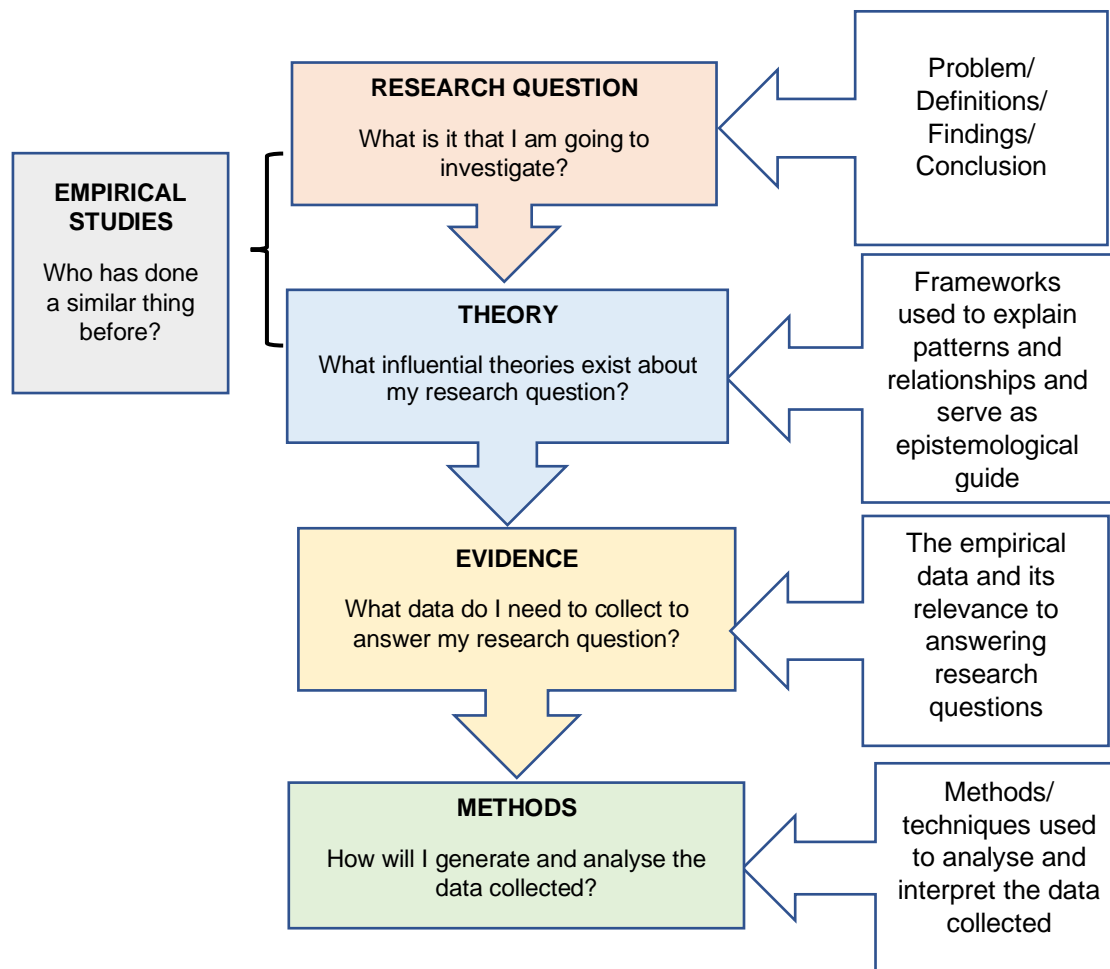 RESEARCH QUESTION
What is it that I am going to
investigate?
Problem/
Definitions/
Findings/
Conclusion
EMPIRICAL
STUDIES
Who has done
a similar thing
before?
THEORY
What influential theories exist about
my research question?
Frameworks
used to explain
patterns and
relationships and
serve as
epistemological
guide
EVIDENCE
What data do I need to collect to
answer my research question?
The empirical
data and its
relevance to
answering
research
questions
METHODS
How will I generate and analyse the
data collected?
Methods/
techniques used
to analyse and
interpret the data
collected